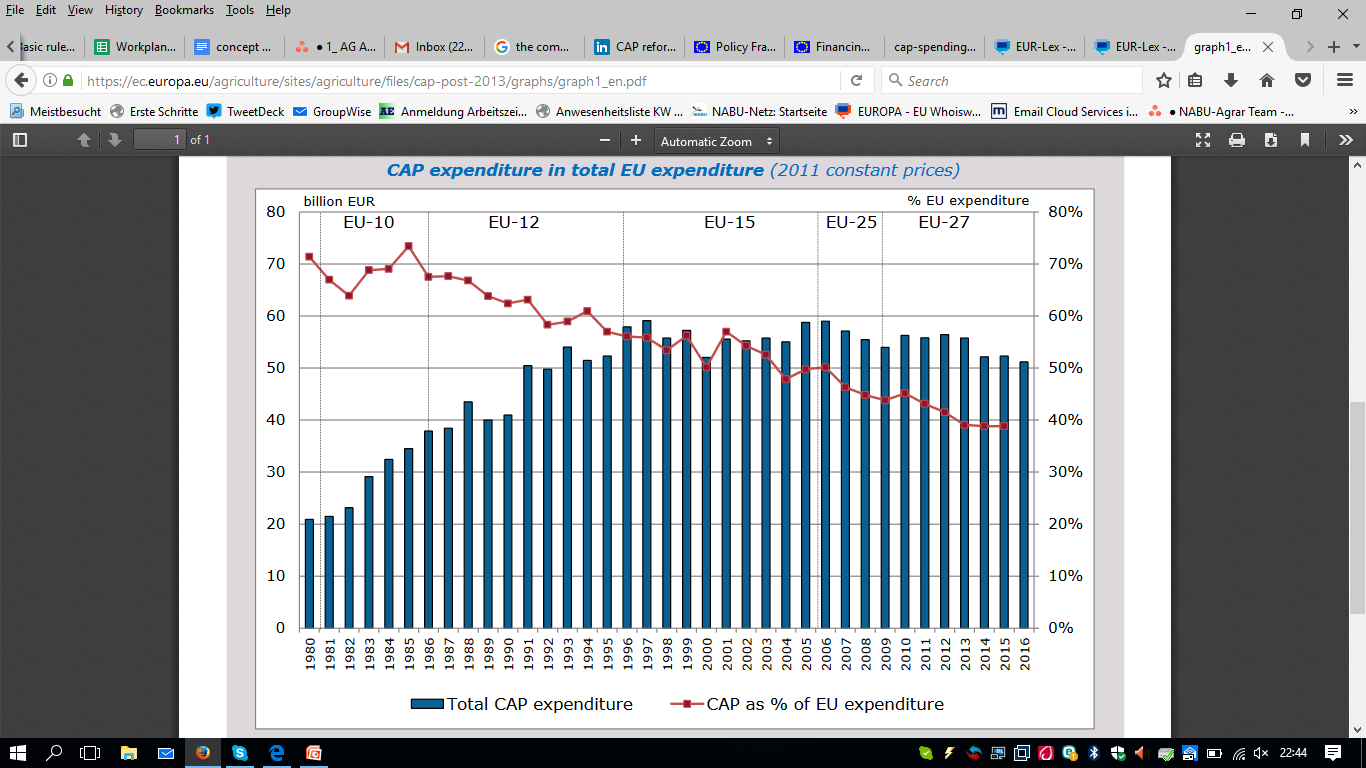 File Edit View History Bookmarks Tools Help
asic rule... Workplan... concept ... ● 1_ AG A... Inbox (22... the com... CAP refor... Policy Fra... Financin... cap-spending... EUR-Lex -... EUR-Lex -... graph1_e...
https://ec.europa.eu/agriculture/sites/agriculture/files/cap-post-2013/graphs/graph1_en.pdf Search
Meistbesucht Erste Schritte TweetDeck GroupWise Anmeldung Arbeitszei... Anwesenheitsliste KW ... NABU-Netz: Startseite EUROPA - EU Whoisw... Email Cloud Services i... ● NABU-Agrar Team -...
1 of 1 Automatic Zoom
CAP expenditure in total EU expenditure (2011 constant prices)
billion EUR % EU expenditure
80 EU-10 EU-12 EU-15 EU-25 EU-27 80%
70 70%
60 60%
50 50%
40 40%
30 30%
20 20%
10 10%
0 0%
1980 1981 1982 1983 1984 1985 1986 1987 1988 1989 1990 1991 1992 1993 1994 1995 1996 1997 1998 1999 2000 2001 2002 2003 2004 2005 2006 2007 2008 2009 2010 2011 2012 2013 2014 2015 2016
Total CAP expenditure CAP as % of EU expenditure
22:44